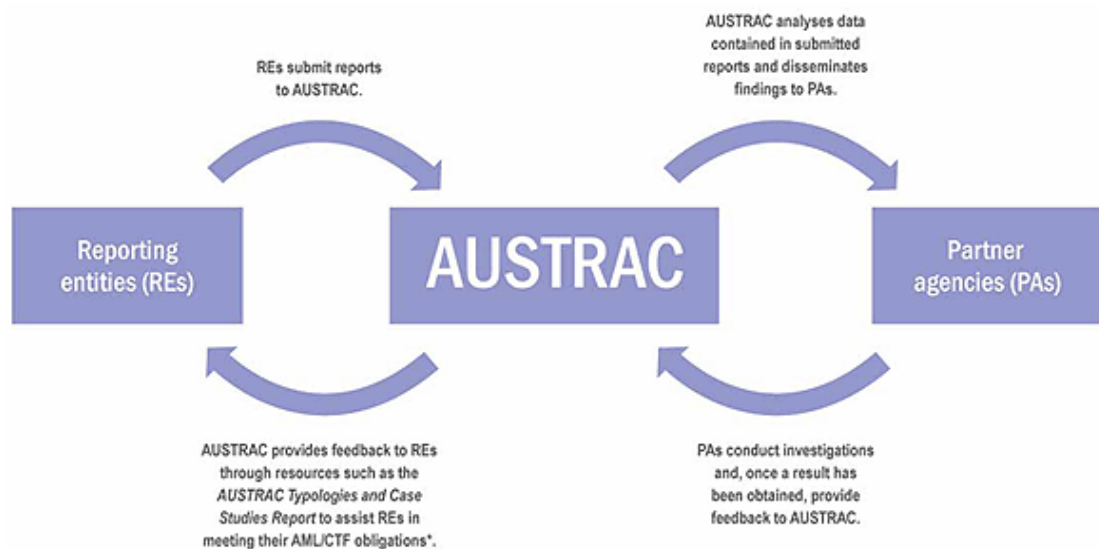 REs submit reports
to AUSTRAC.
AUSTRAC analyses data
contained in submitted
reports and disseminates
findings to PAs.
Reporting
entities (REs)
AUSTRAC
Partner
agencies (PAs)
AUSTRAC provides feedback to REs
through resources such as the
AUSTRAC Typologies and Case
Studies Report to assist REs in
meeting their AML/CTF obligations*.
PAs conduct investigations
and, once a result has
been obtained, provide
feedback to AUSTRAC.